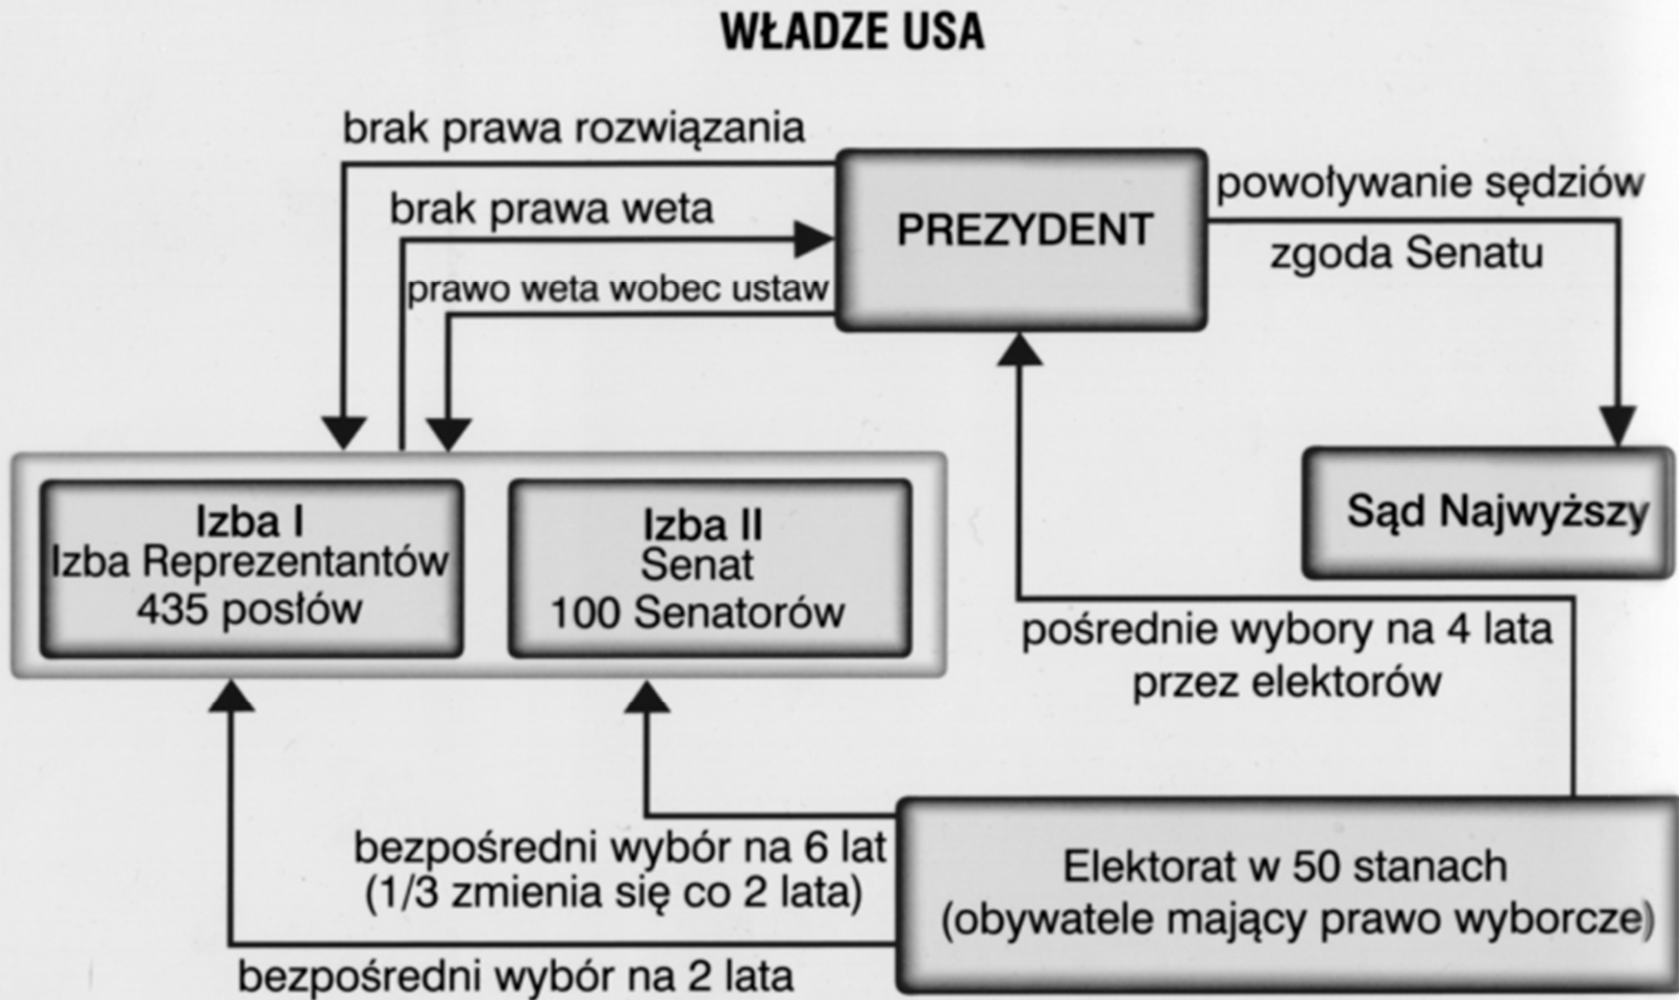 WŁADZE USA
brak prawa rozwiązania
brak prawa weta
prawo weta wobec ustaw
PREZYDENT
powoływanie sędziów
zgoda Senatu
Izba I
Izba Reprezentantów
435 posłów
Izba II
Senat
100 Senatorów
Sąd Najwyższy
pośrednie wybory na 4 lata
przez elektorów
bezpośredni wybór na 6 lat
(1/3 zmienia się co 2 lata)
bezpośredni wybór na 2 lata
Elektorat w 50 stanach
(obywatele mający prawo wyborcze)